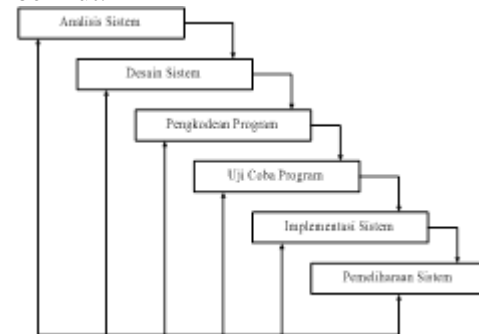 Analisis Sistem
Desain Sistem
Pengkodean Program
Uji Coba Program
Implementasi Sistem
Pemeliharaan Sistem